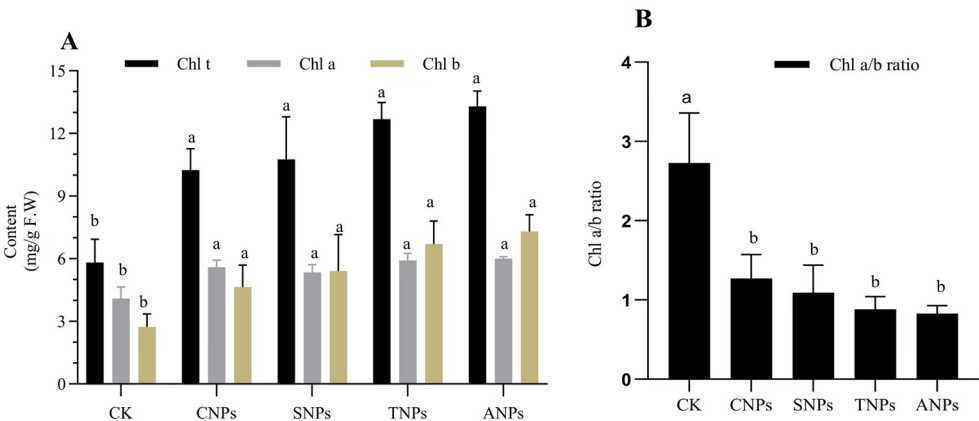 A
Chl t Chl a Chl b
Content
(mg/g F.W)
15
12
9
6
3
0
b b b
a a a
a a a
a a a
a a a
CK CNPs SNPs TNPs ANPs
B
Chl a/b ratio
Chl a/b ratio
4
3
2
1
0
a b b b b
CK CNPs SNPs TNPs ANPs